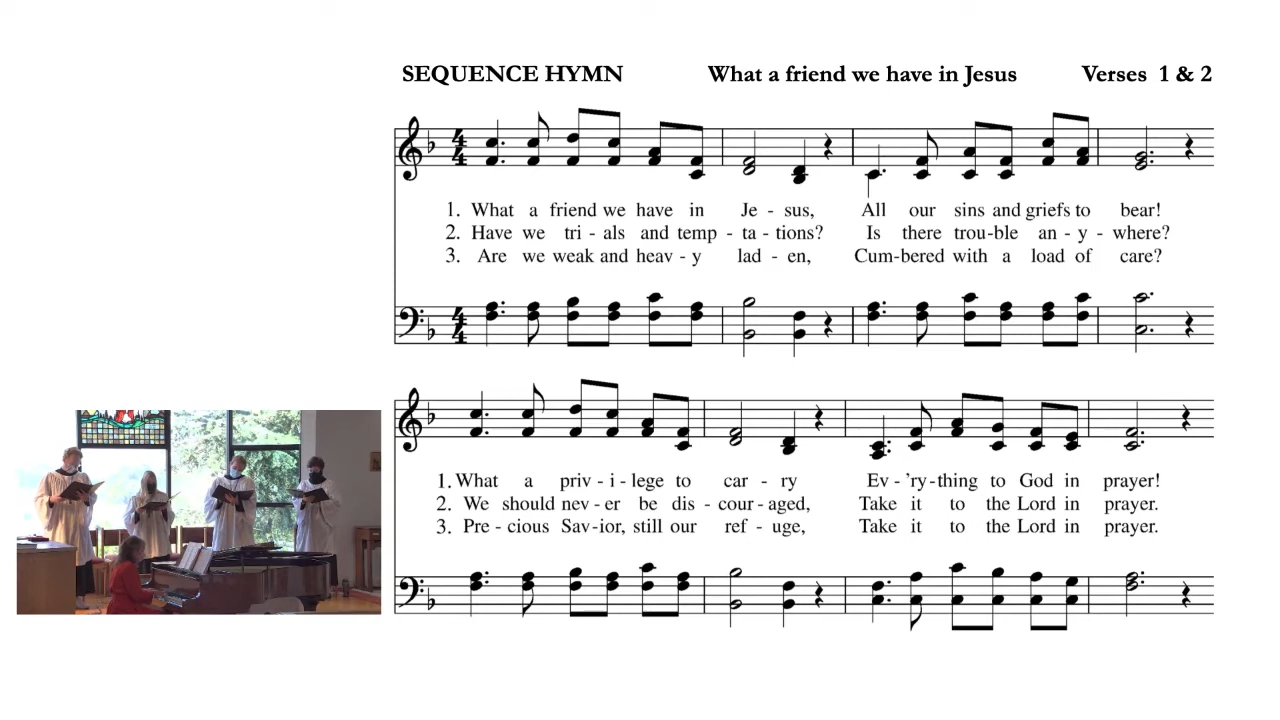 SEQUENCE HYMN What a friend we have in Jesus Verses 1 & 2
1. What a friend we have in Je - sus, All our sins and griefs to bear!
2. Have we tri - als and temp - ta - tions? Is there trou-ble an - y - where?
3. Are we weak and heav - y lad - en, Cum-bered with a load of care?
1. What a priv - i - lege to car - ry Ev - 'ry-thing to God in prayer!
2. We should nev - er be dis - cour - aged, Take it to the Lord in prayer.
3. Pre - cious Sav-ior, still our ref - uge, Take it to the Lord in prayer.